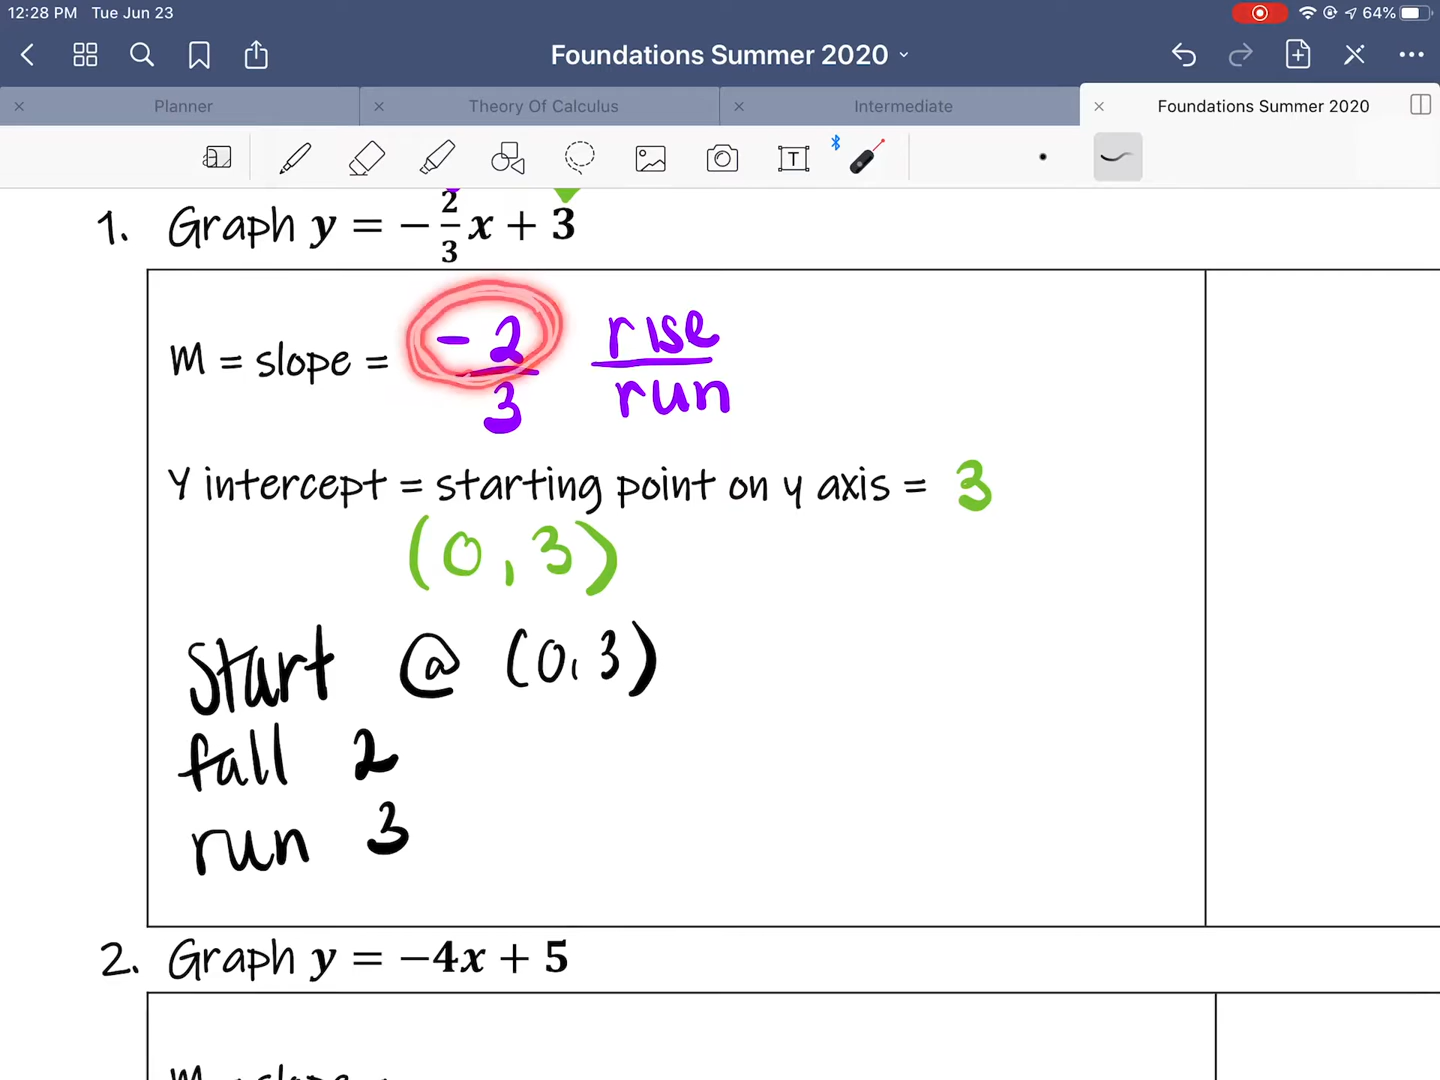 12:28 PM Tue Jun 23
64%
Foundations Summer 2020
Planner
Theory Of Calculus
Intermediate
Foundations Summer 2020
T
1. Graph y = −2/3x + 3
M = slope = -2/3 rise/run
Y intercept = starting point on y axis = 3
(0, 3)
Start @ (0, 3)
fall 2
run 3
2. Graph y = −4x + 5
M = slope =